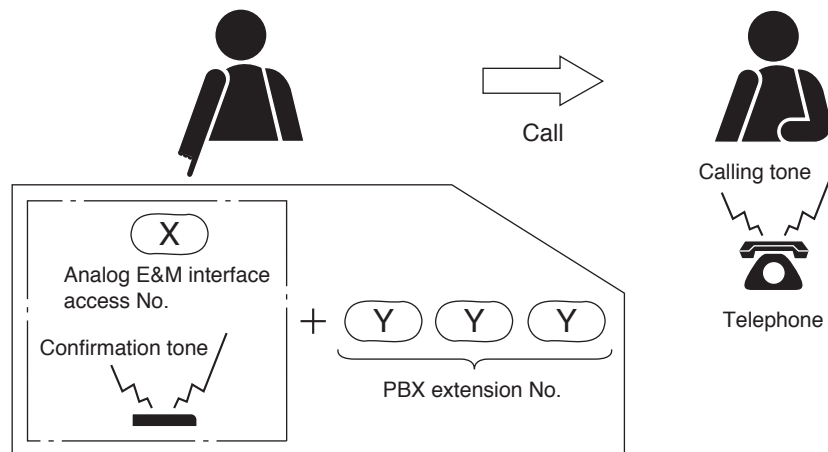 Call
Calling tone
Telephone
X
Analog E&M interface
access No.
Confirmation tone
+
Y Y Y
PBX extension No.